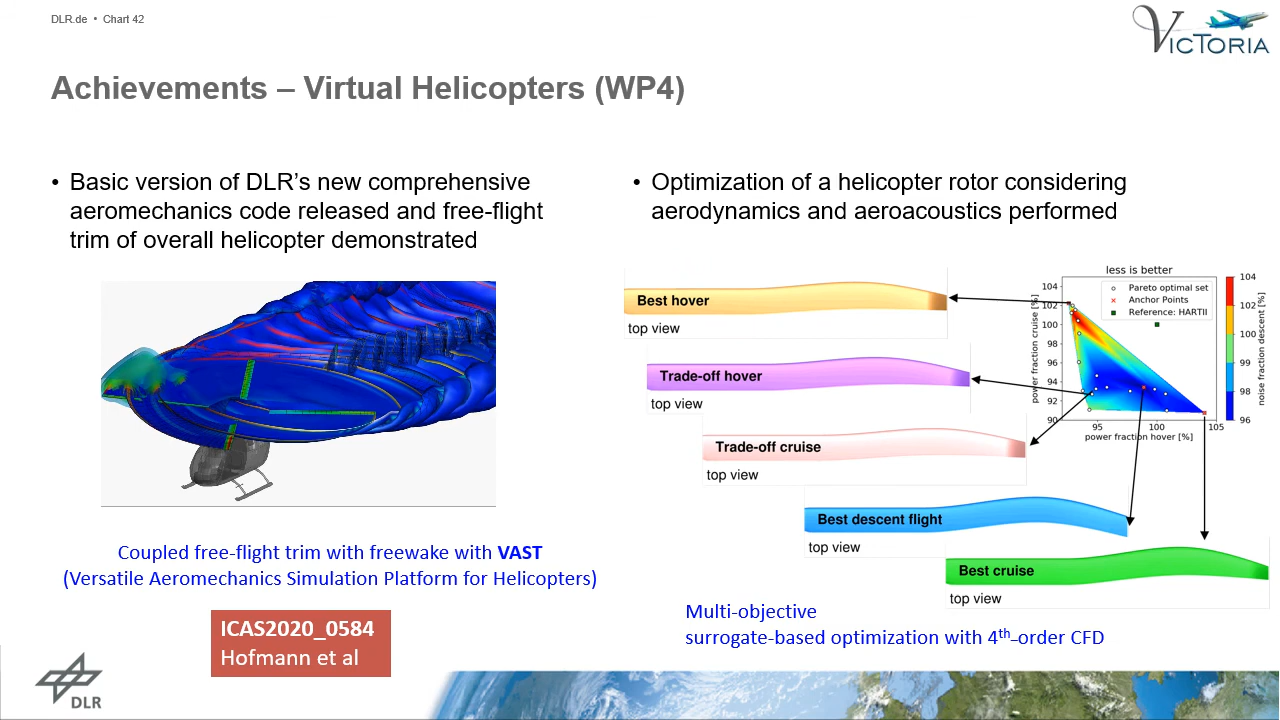 DLR.de • Chart 42
VICTORIA
Achievements – Virtual Helicopters (WP4)
• Basic version of DLR’s new comprehensive
aeromechanics code released and free-flight
trim of overall helicopter demonstrated
Coupled free-flight trim with freewake with VAST
(Versatile Aeromechanics Simulation Platform for Helicopters)
ICAS2020_0584
Hofmann et al
• Optimization of a helicopter rotor considering
aerodynamics and aeroacoustics performed
Best hover
top view
Trade-off hover
top view
Trade-off cruise
top view
Best descent flight
top view
Best cruise
top view
less is better
Pareto optimal set
Anchor Points
Reference: HARTII
power fraction cruise [%]
104
102
100
98
96
94
92
90
95
100
105
power fraction hover [%]
104
102
100
99
98
96
noise fraction descent [%]
Multi-objective
surrogate-based optimization with 4th–order CFD
DLR